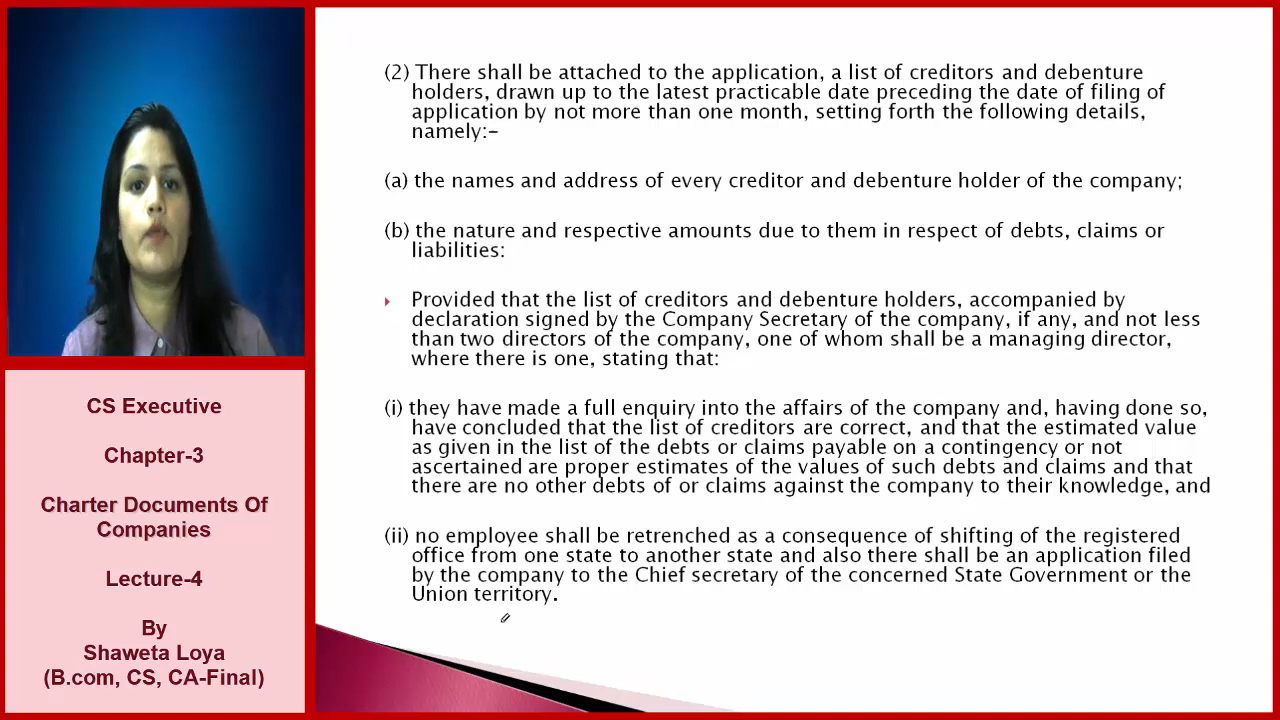 (2) There shall be attached to the application, a list of creditors and debenture
holders, drawn up to the latest practicable date preceding the date of filing of
application by not more than one month, setting forth the following details,
namely:-
(a) the names and address of every creditor and debenture holder of the company;
(b) the nature and respective amounts due to them in respect of debts, claims or
liabilities:
Provided that the list of creditors and debenture holders, accompanied by
declaration signed by the Company Secretary of the company, if any, and not less
than two directors of the company, one of whom shall be a managing director,
where there is one, stating that:
(i) they have made a full enquiry into the affairs of the company and, having done so,
have concluded that the list of creditors are correct, and that the estimated value
as given in the list of the debts or claims payable on a contingency or not
ascertained are proper estimates of the values of such debts and claims and that
there are no other debts of or claims against the company to their knowledge, and
(ii) no employee shall be retrenched as a consequence of shifting of the registered
office from one state to another state and also there shall be an application filed
by the company to the Chief secretary of the concerned State Government or the
Union territory.
CS Executive
Chapter-3
Charter Documents Of
Companies
Lecture-4
By
Shaweta Loya
(B.com, CS, CA-Final)